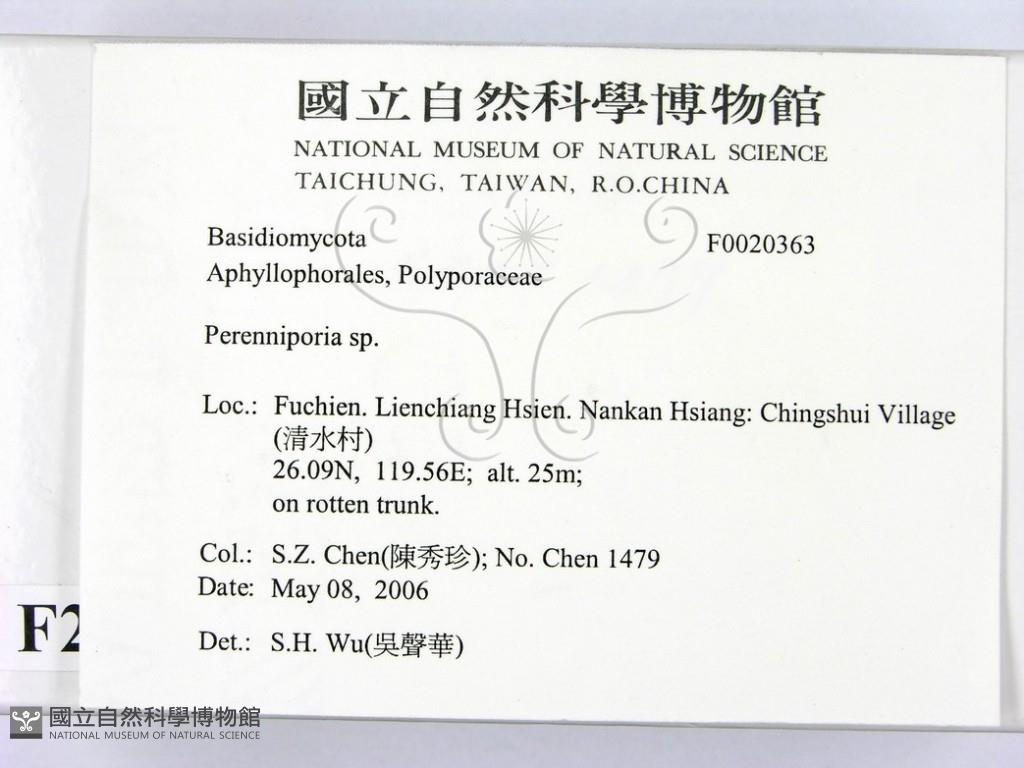 國立自然科學博物館
NATIONAL MUSEUM OF NATURAL SCIENCE
TAICHUNG, TAIWAN, R.O.CHINA
Basidiomycota F0020363
Aphyllophorales, Polyporaceae
Perenniporia sp.
Loc.: Fuchien. Lienchiang Hsien. Nankan Hsiang: Chingshui Village
(清水村)
26.09N, 119.56E; alt. 25m;
on rotten trunk.
Col.: S.Z. Chen(陳秀珍); No. Chen 1479
Date: May 08, 2006
Det.: S.H. Wu(吳聲華)
F2
國立自然科學博物館
NATIONAL MUSEUM OF NATURAL SCIENCE